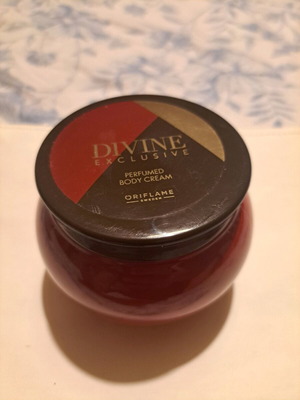 DIVINE
EXCLUSIVE
PERFUMED
BODY CREAM
ORIFLAME
SWEDEN